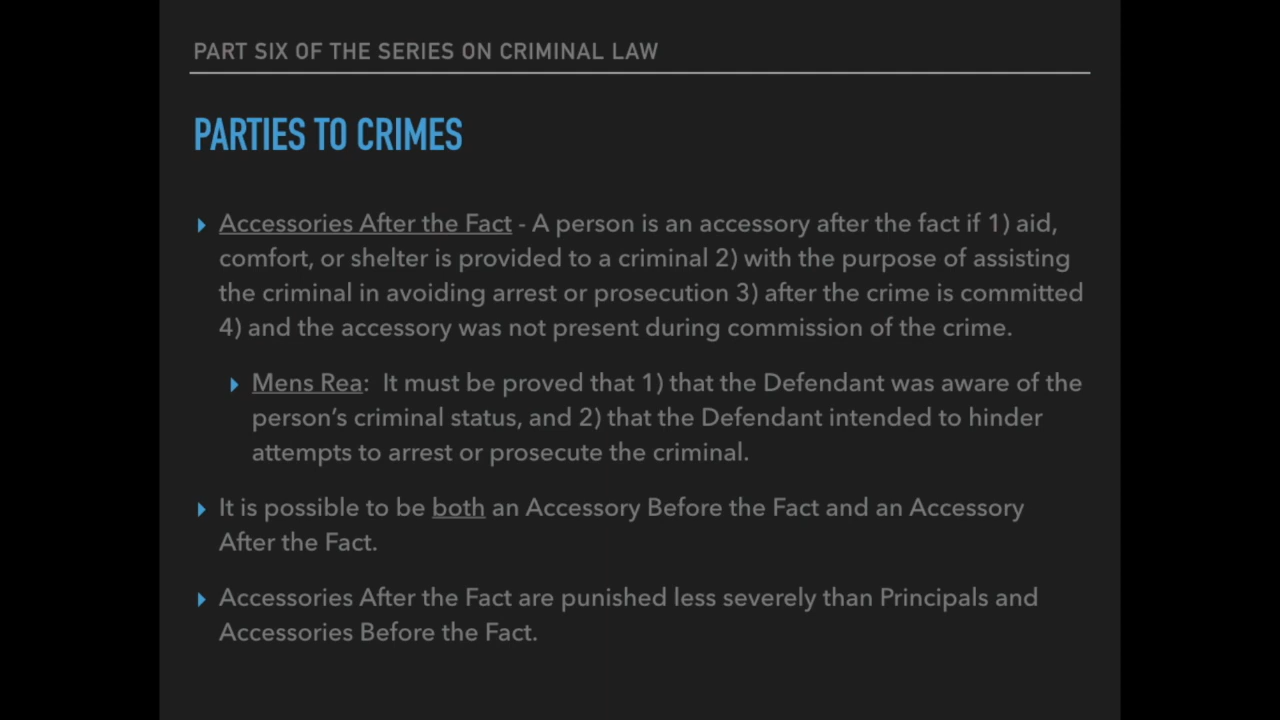 PART SIX OF THE SERIES ON CRIMINAL LAW
PARTIES TO CRIMES
Accessories After the Fact - A person is an accessory after the fact if 1) aid,
comfort, or shelter is provided to a criminal 2) with the purpose of assisting
the criminal in avoiding arrest or prosecution 3) after the crime is committed
4) and the accessory was not present during commission of the crime.
Mens Rea:  It must be proved that 1) that the Defendant was aware of the
person’s criminal status, and 2) that the Defendant intended to hinder
attempts to arrest or prosecute the criminal.
It is possible to be both an Accessory Before the Fact and an Accessory
After the Fact.
Accessories After the Fact are punished less severely than Principals and
Accessories Before the Fact.